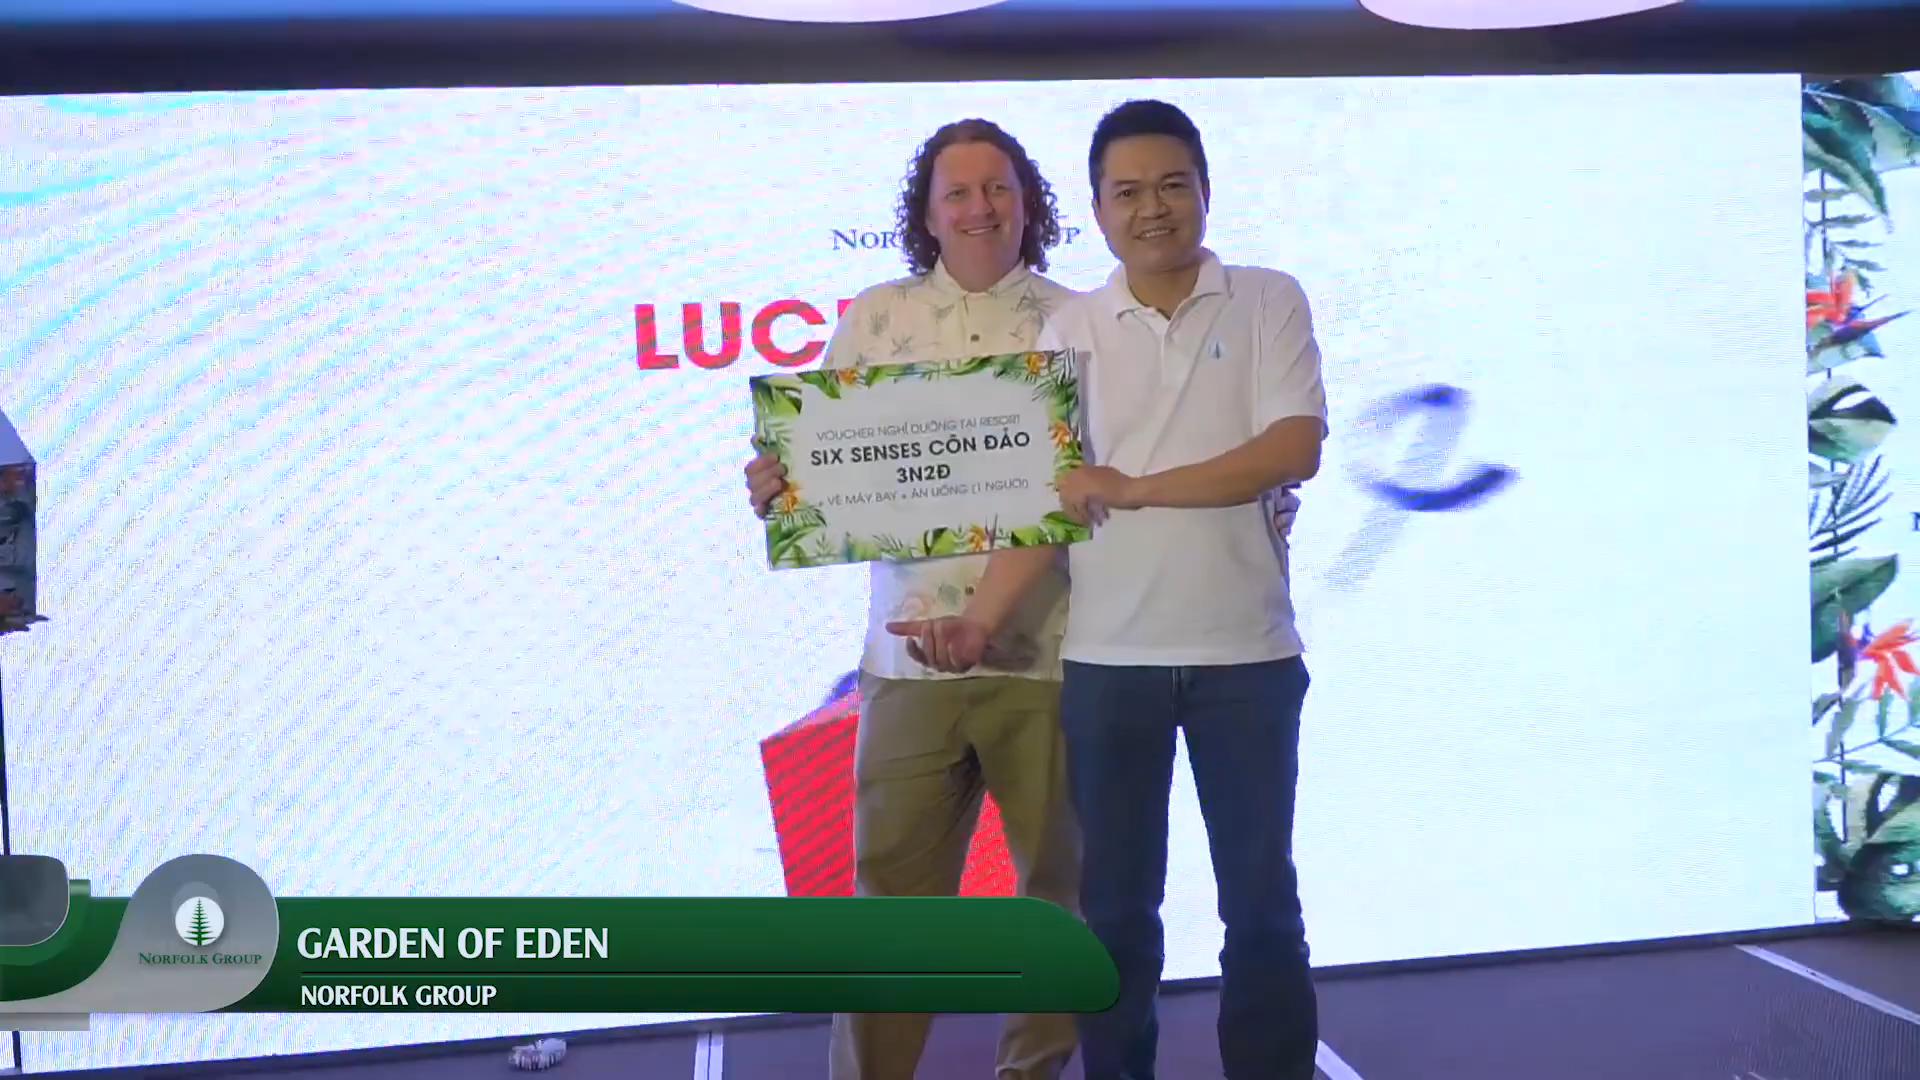 NOR UP
LUC
VOUCHER NGHỈ DƯỠNG TẠI RESORT
SIX SENSES CÔN ĐẢO
3N2Đ
+ VÉ MÁY BAY + ĂN UỐNG (1 NGƯỜI)
NORFOLK GROUP
GARDEN OF EDEN
NORFOLK GROUP